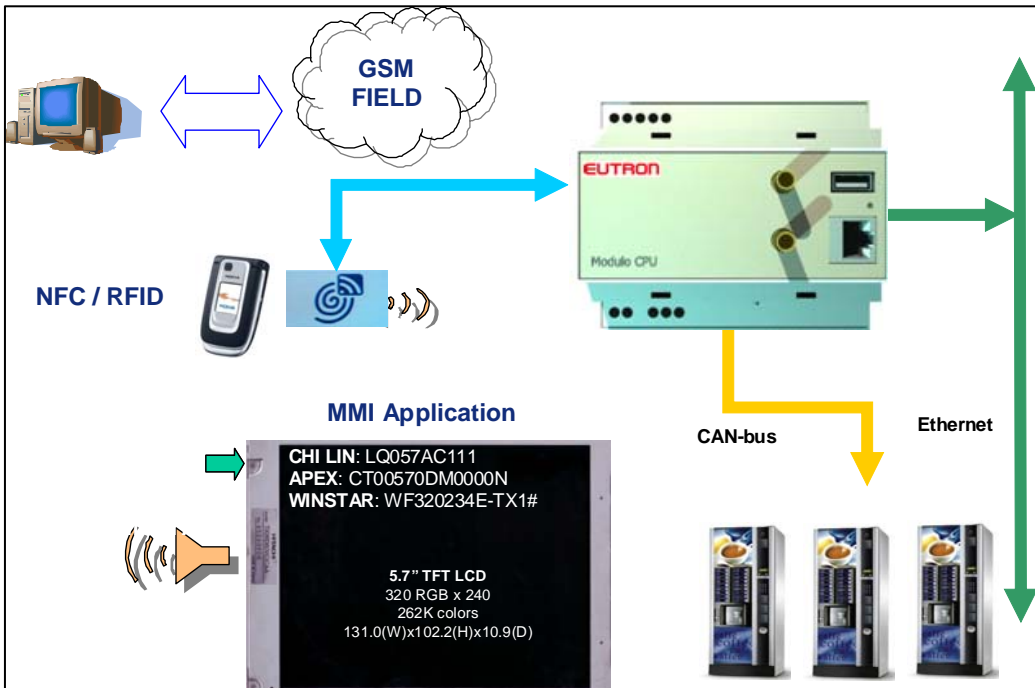 GSM
FIELD
EUTRON
Modulo CPU
NFC / RFID
MMI Application
CAN-bus
Ethernet
CHI LIN: LQ057AC111
APEX: CT00570DM0000N
WINSTAR: WF320234E-TX1#
5.7” TFT LCD
320 RGB x 240
262K colors
131.0(W)x102.2(H)x10.9(D)